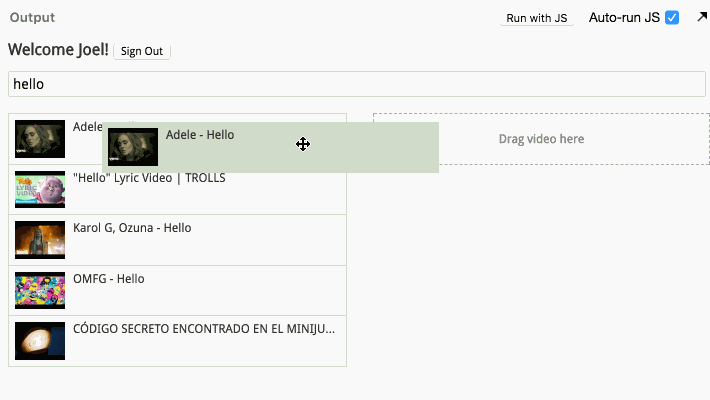 Output
Run with JS
Auto-run JS
Welcome Joel!
Sign Out
hello
Adele
Adele - Hello
Drag video here
"Hello" Lyric Video | TROLLS
Karol G, Ozuna - Hello
OMFG - Hello
CÓDIGO SECRETO ENCONTRADO EN EL MINIJU...